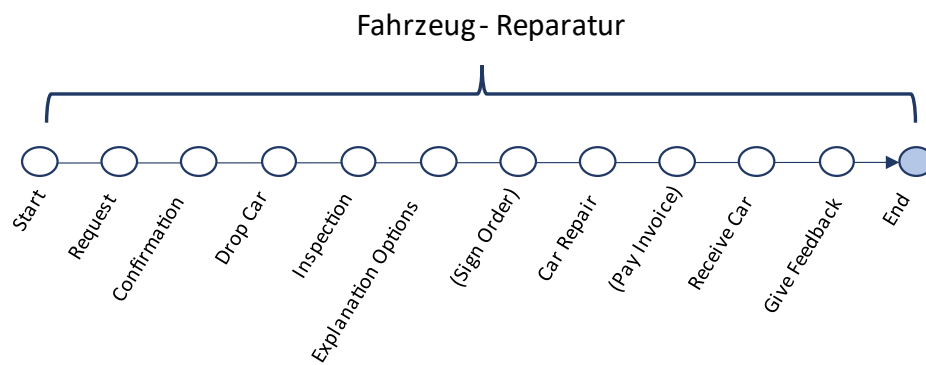 Fahrzeug - Reparatur
Start
Request
Confirmation
Drop Car
Inspection
Explanation Options
(Sign Order)
Car Repair
(Pay Invoice)
Receive Car
Give Feedback
End